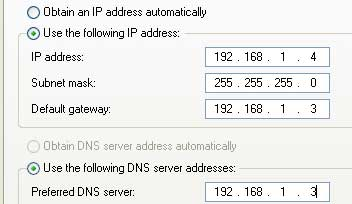 Obtain an IP address automatically
Use the following IP address:
IP address: 192 . 168 . 1 . 4
Subnet mask: 255 . 255 . 255 . 0
Default gateway: 192 . 168 . 1 . 3
Obtain DNS server address automatically
Use the following DNS server addresses:
Preferred DNS server: 192 . 168 . 1 . 3